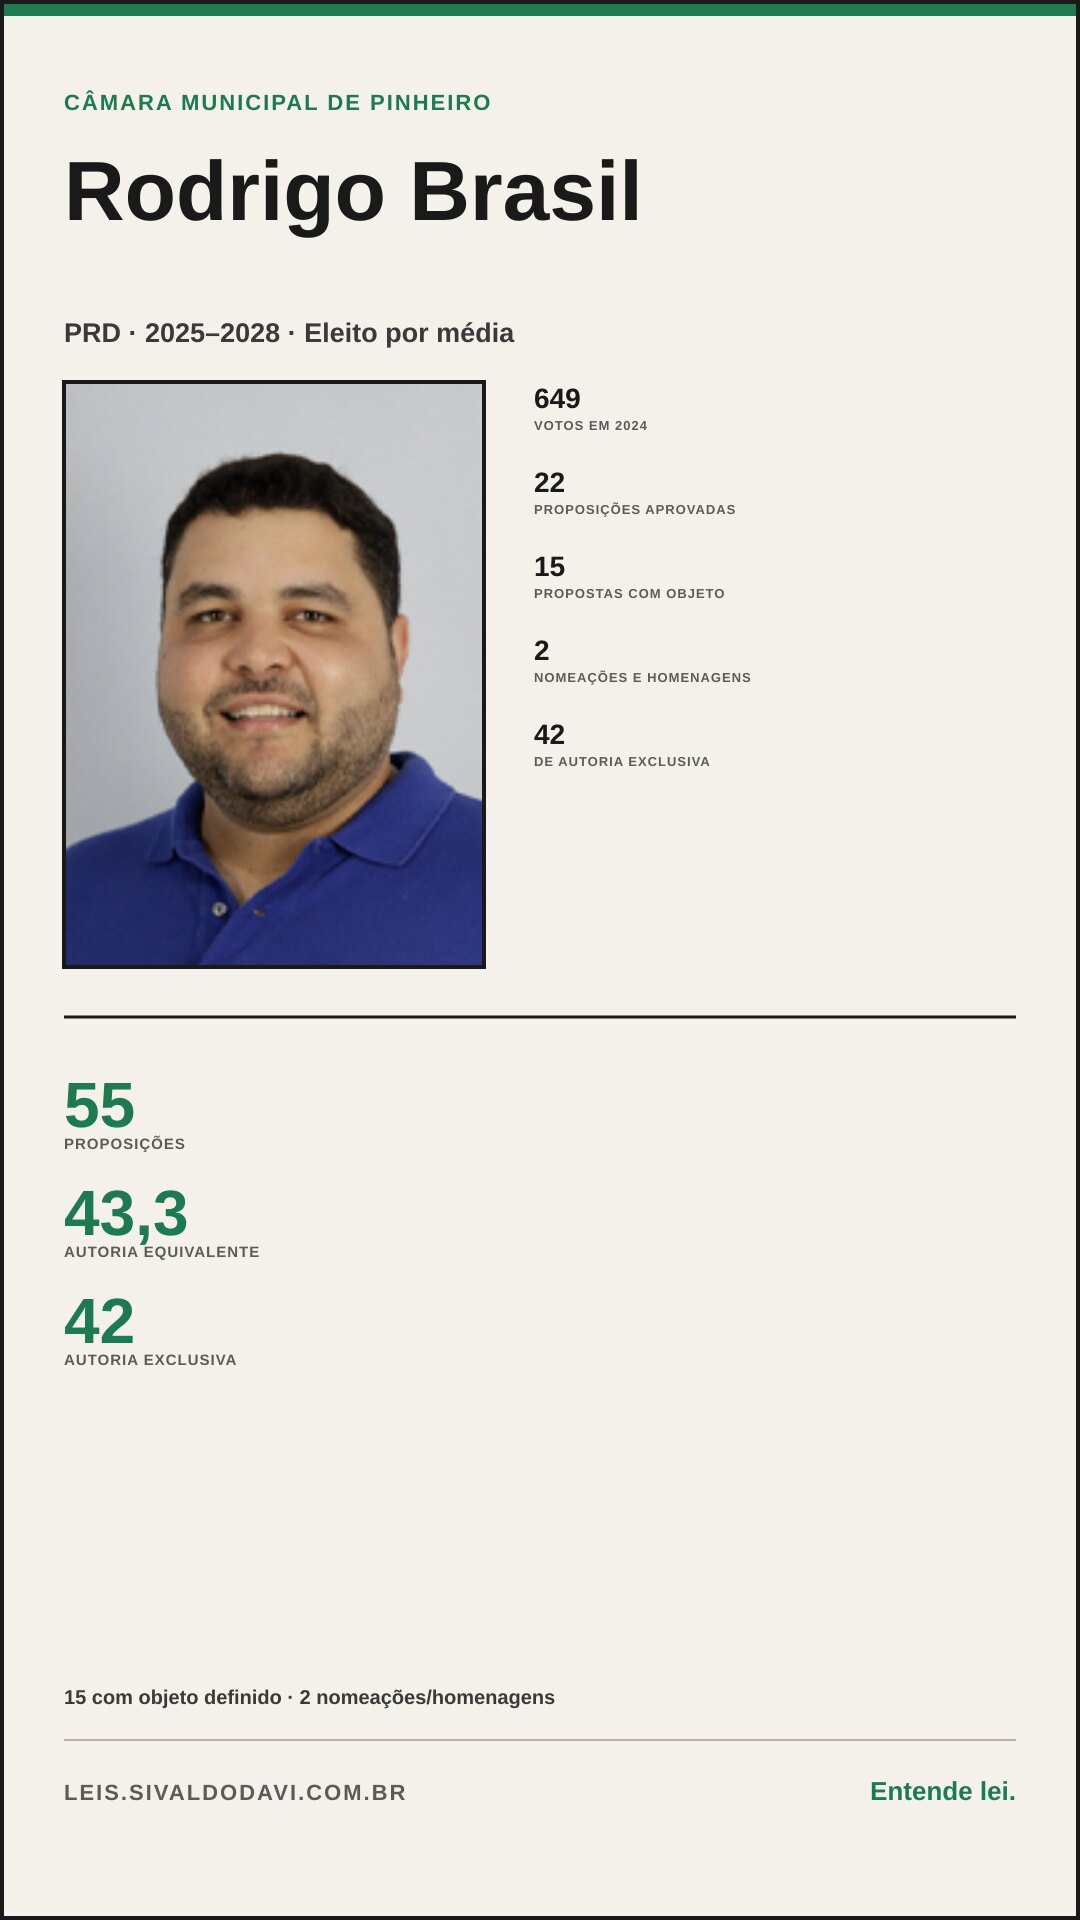 CÂMARA MUNICIPAL DE PINHEIRO
Rodrigo Brasil
PRD · 2025–2028 · Eleito por média
649
VOTOS EM 2024
22
PROPOSIÇÕES APROVADAS
15
PROPOSTAS COM OBJETO
2
NOMEAÇÕES E HOMENAGENS
42
DE AUTORIA EXCLUSIVA
55
PROPOSIÇÕES
43,3
AUTORIA EQUIVALENTE
42
AUTORIA EXCLUSIVA
15 com objeto definido · 2 nomeações/homenagens
LEIS.SIVALDODAVI.COM.BR
Entende lei.